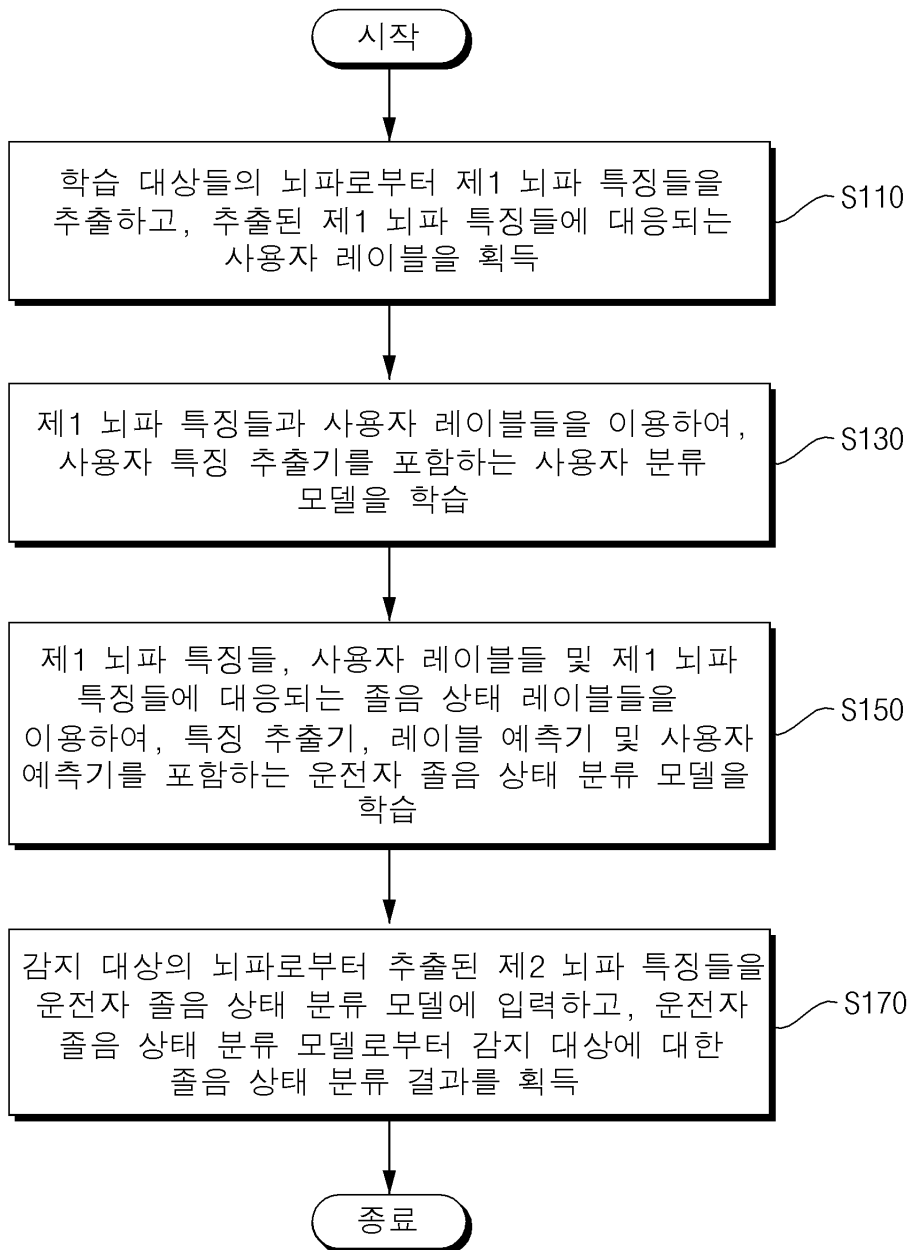 시작
학습 대상들의 뇌파로부터 제1 뇌파 특징들을
추출하고, 추출된 제1 뇌파 특징들에 대응되는
사용자 레이블을 획득
S110
제1 뇌파 특징들과 사용자 레이블들을 이용하여,
사용자 특징 추출기를 포함하는 사용자 분류
모델을 학습
S130
제1 뇌파 특징들, 사용자 레이블들 및 제1 뇌파
특징들에 대응되는 졸음 상태 레이블들을
이용하여, 특징 추출기, 레이블 예측기 및 사용자
예측기를 포함하는 운전자 졸음 상태 분류 모델을
학습
S150
감지 대상의 뇌파로부터 추출된 제2 뇌파 특징들을
운전자 졸음 상태 분류 모델에 입력하고, 운전자
졸음 상태 분류 모델로부터 감지 대상에 대한
졸음 상태 분류 결과를 획득
S170
종료